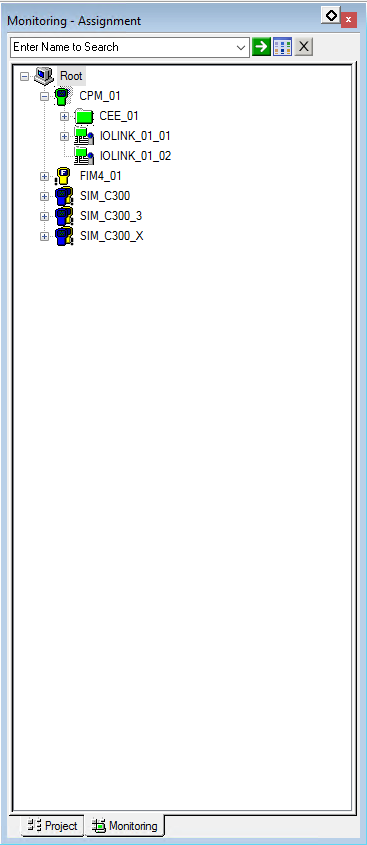 Monitoring - Assignment
Enter Name to Search
Root
CPM_01
CEE_01
IOLINK_01_01
IOLINK_01_02
FIM4_01
SIM_C300
SIM_C300_3
SIM_C300_X
Project Monitoring